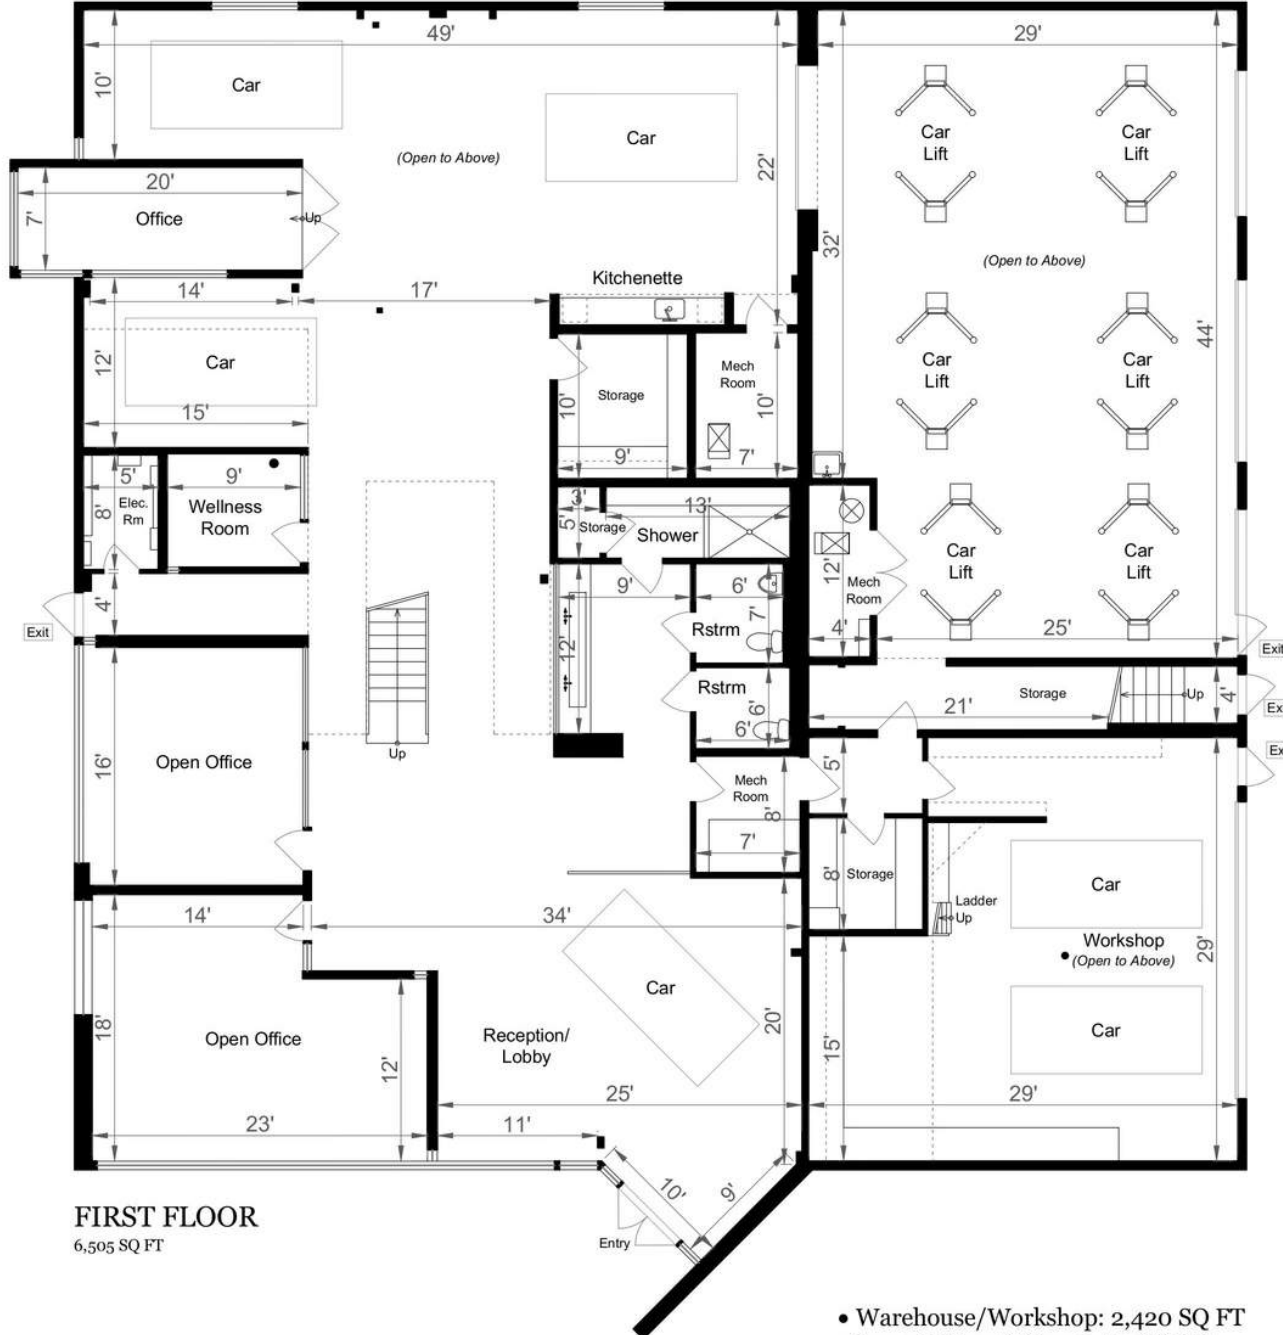 49'
29'
10'
Car
Car
Car
Lift
Car
Lift
(Open to Above)
22'
20'
7'
Office
Up
32'
(Open to Above)
Kitchenette
14'
17'
44'
12'
Car
15'
Mech
Room
Car
Lift
Car
Lift
Storage
10'
10'
9'
7'
5'
9'
8'
Elec.
Rm
Wellness
Room
3'
13'
5'
Storage
Shower
Car
Lift
Car
Lift
12'
Mech
Room
4'
9'
6'
7'
Exit
12'
Rstrm
4'
25'
Exit
Rstrm
6'
6'
Storage
Up
4'
21'
Ex
Up
Ex
16'
Open Office
5'
Mech
Room
8'
7'
8'
Storage
Car
Ladder
Up
14'
34'
Workshop
(Open to Above)
29'
Car
18'
Open Office
Reception/
Lobby
20'
12'
15'
Car
25'
29'
23'
11'
10'
9'
Entry
FIRST FLOOR
6,505 SQ FT
• Warehouse/Workshop: 2,420 SQ FT